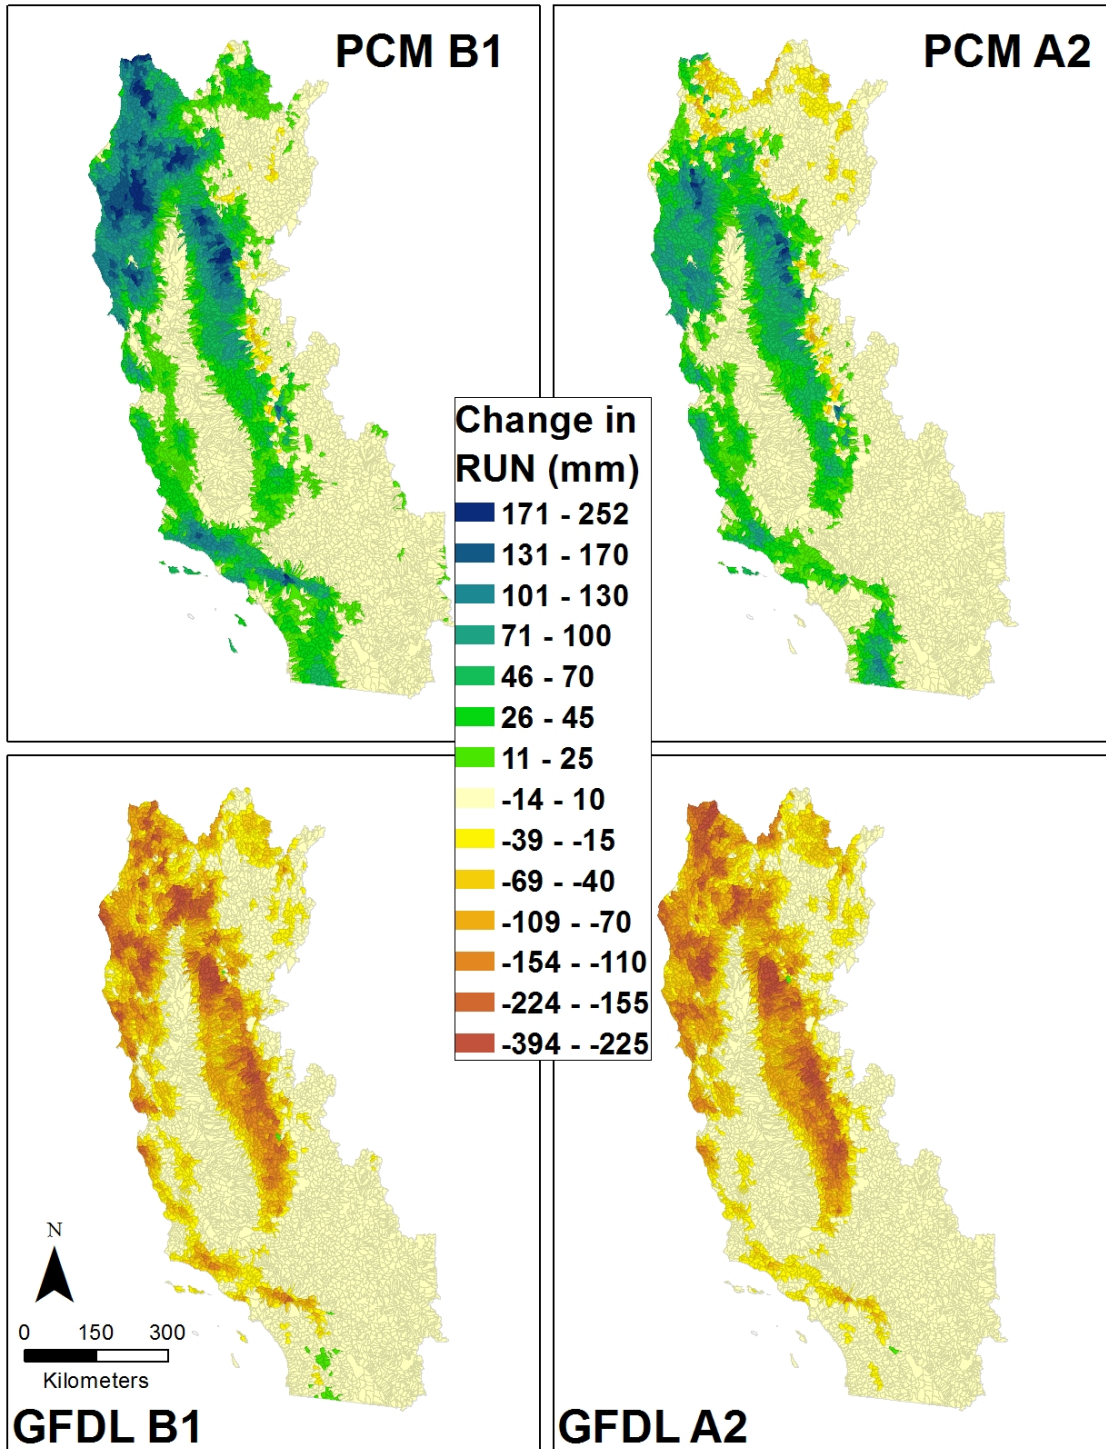 PCM B1
PCM A2
Change in
RUN (mm)
171 - 252
131 - 170
101 - 130
71 - 100
46 - 70
26 - 45
11 - 25
-14 - 10
-39 - -15
-69 - -40
-109 - -70
-154 - -110
-224 - -155
-394 - -225
N
0 150 300
Kilometers
GFDL B1
GFDL A2